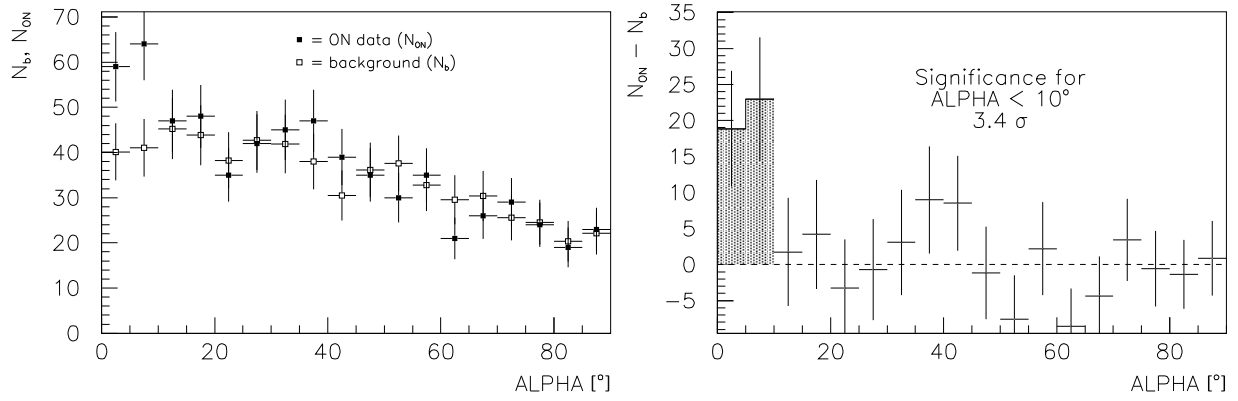 N_b, N_ON
70
60
50
40
30
20
10
0
■ = ON data (N_ON)
□ = background (N_b)
0 20 40 60 80
ALPHA [°]
N_ON − N_b
35
30
25
20
15
10
5
0
−5
Significance for
ALPHA < 10°
3.4 σ
0 20 40 60 80
ALPHA [°]